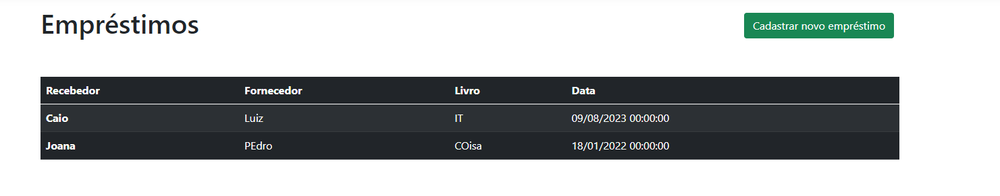 Empréstimos
Cadastrar novo empréstimo
Recebedor Fornecedor Livro Data
Caio Luiz IT 09/08/2023 00:00:00
Joana PEdro COisa 18/01/2022 00:00:00